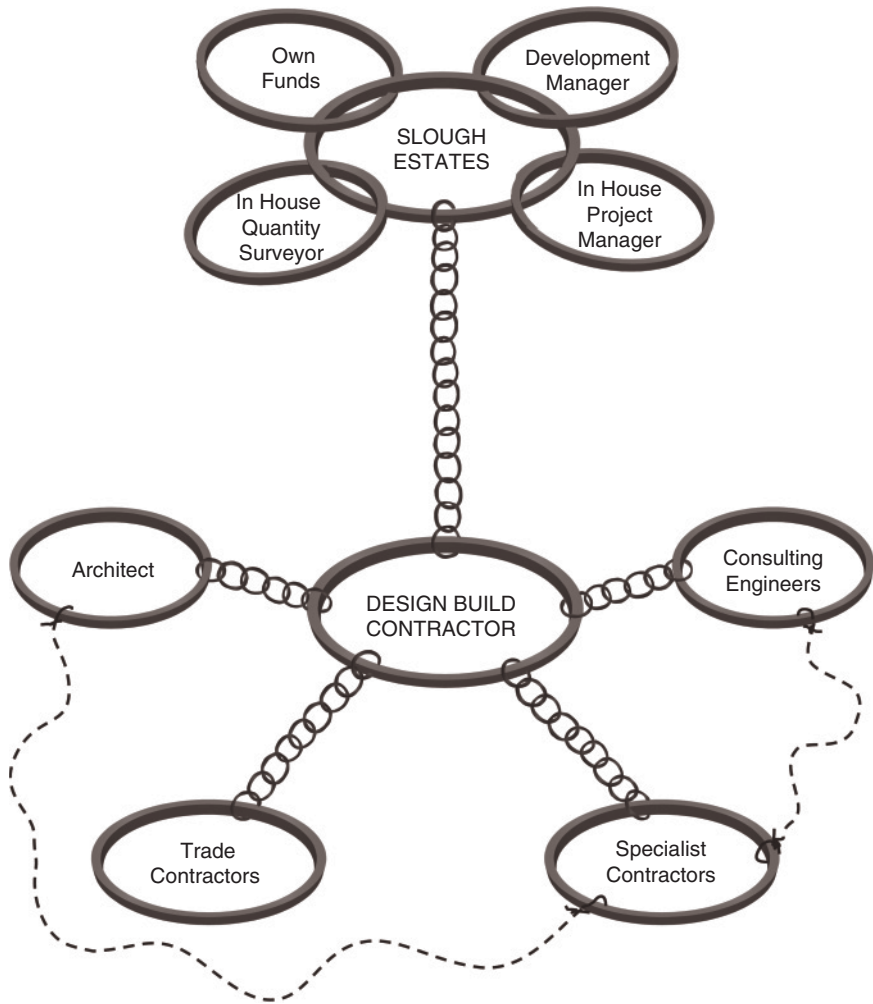 Own
Funds
Development
Manager
SLOUGH
ESTATES
In House
Quantity
Surveyor
In House
Project
Manager
Architect
DESIGN BUILD
CONTRACTOR
Consulting
Engineers
Trade
Contractors
Specialist
Contractors